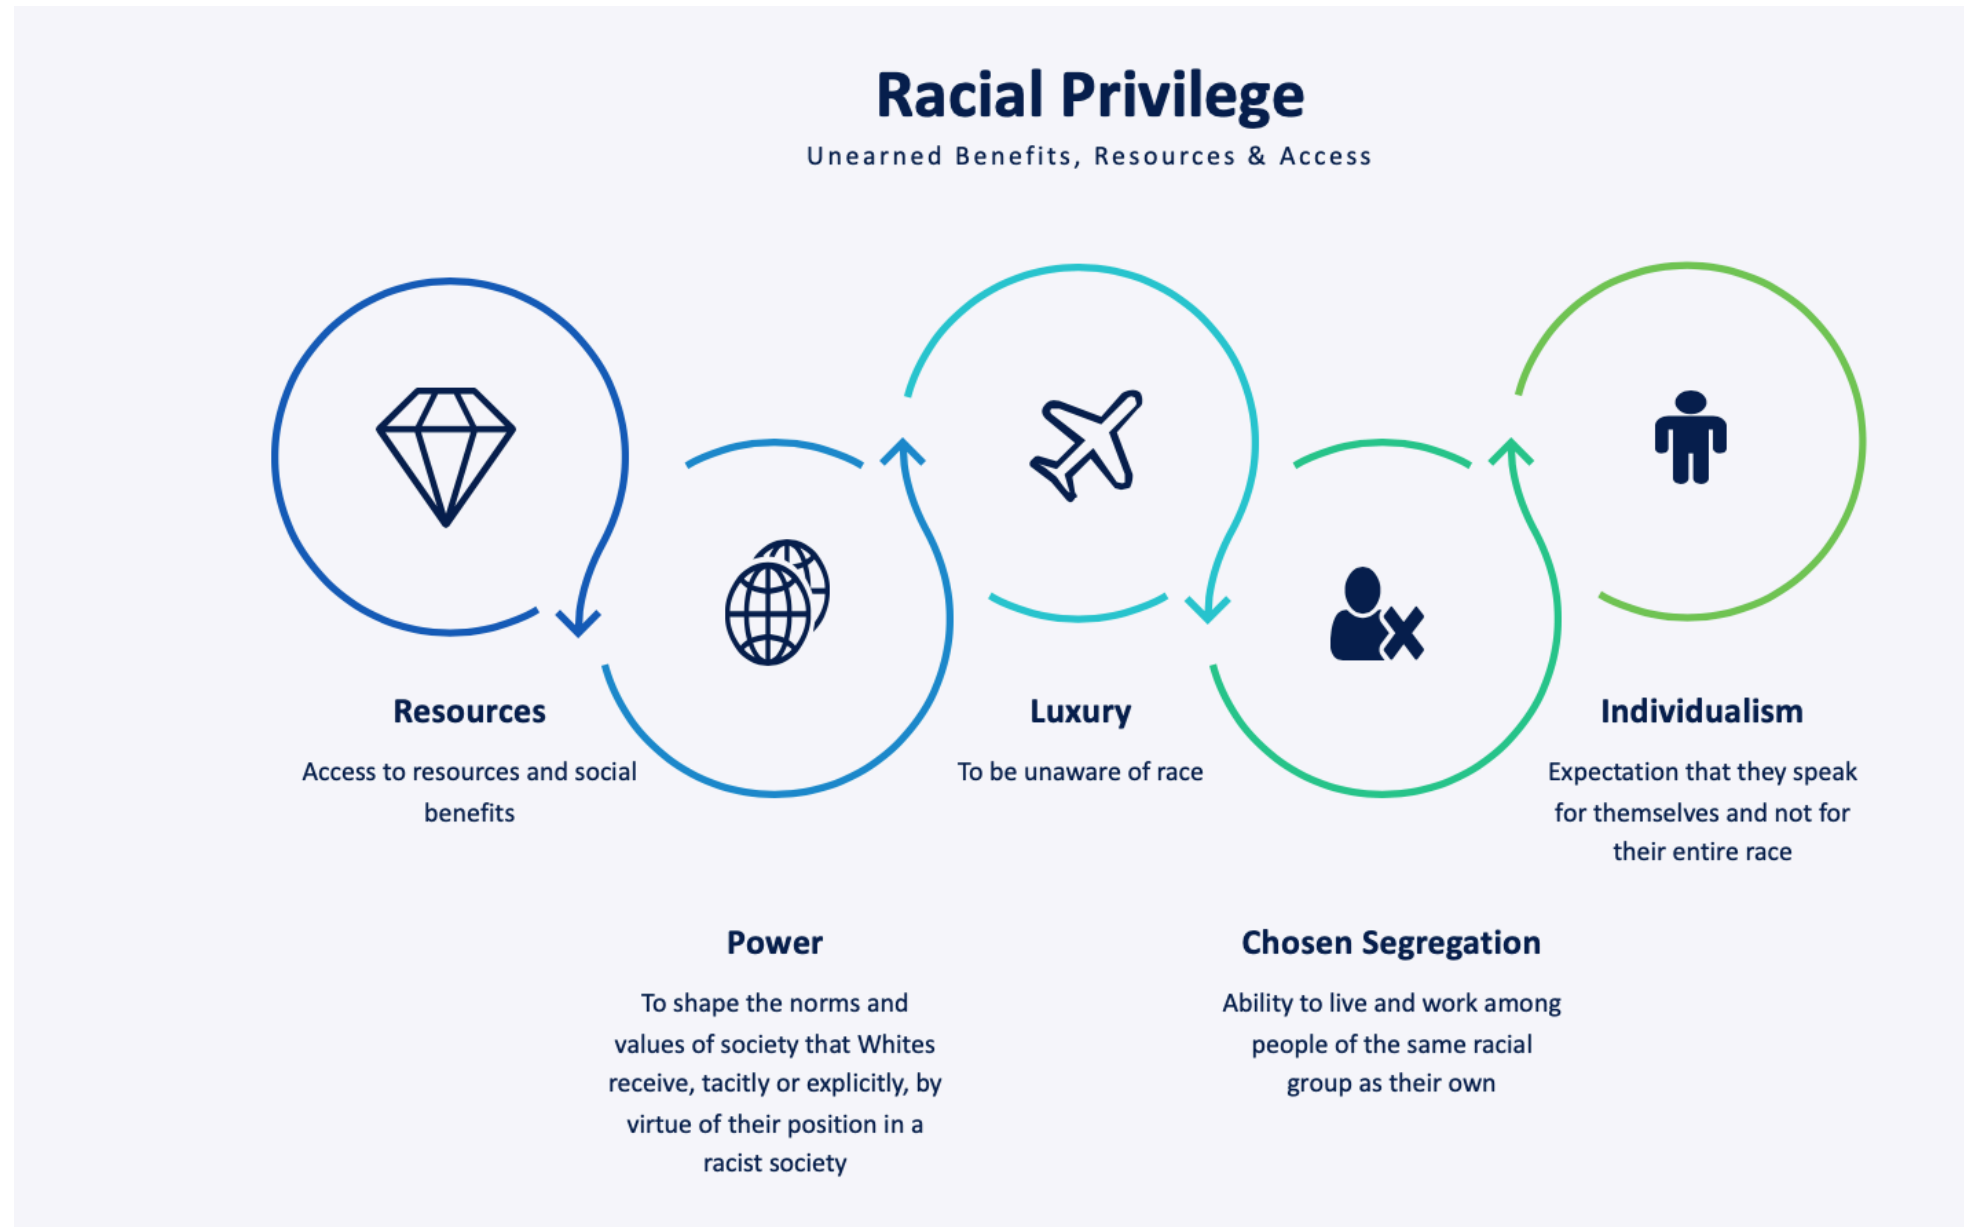 Racial Privilege
Unearned Benefits, Resources & Access
Resources
Access to resources and social
benefits
Power
To shape the norms and
values of society that Whites
receive, tacitly or explicitly, by
virtue of their position in a
racist society
Luxury
To be unaware of race
Chosen Segregation
Ability to live and work among
people of the same racial
group as their own
Individualism
Expectation that they speak
for themselves and not for
their entire race